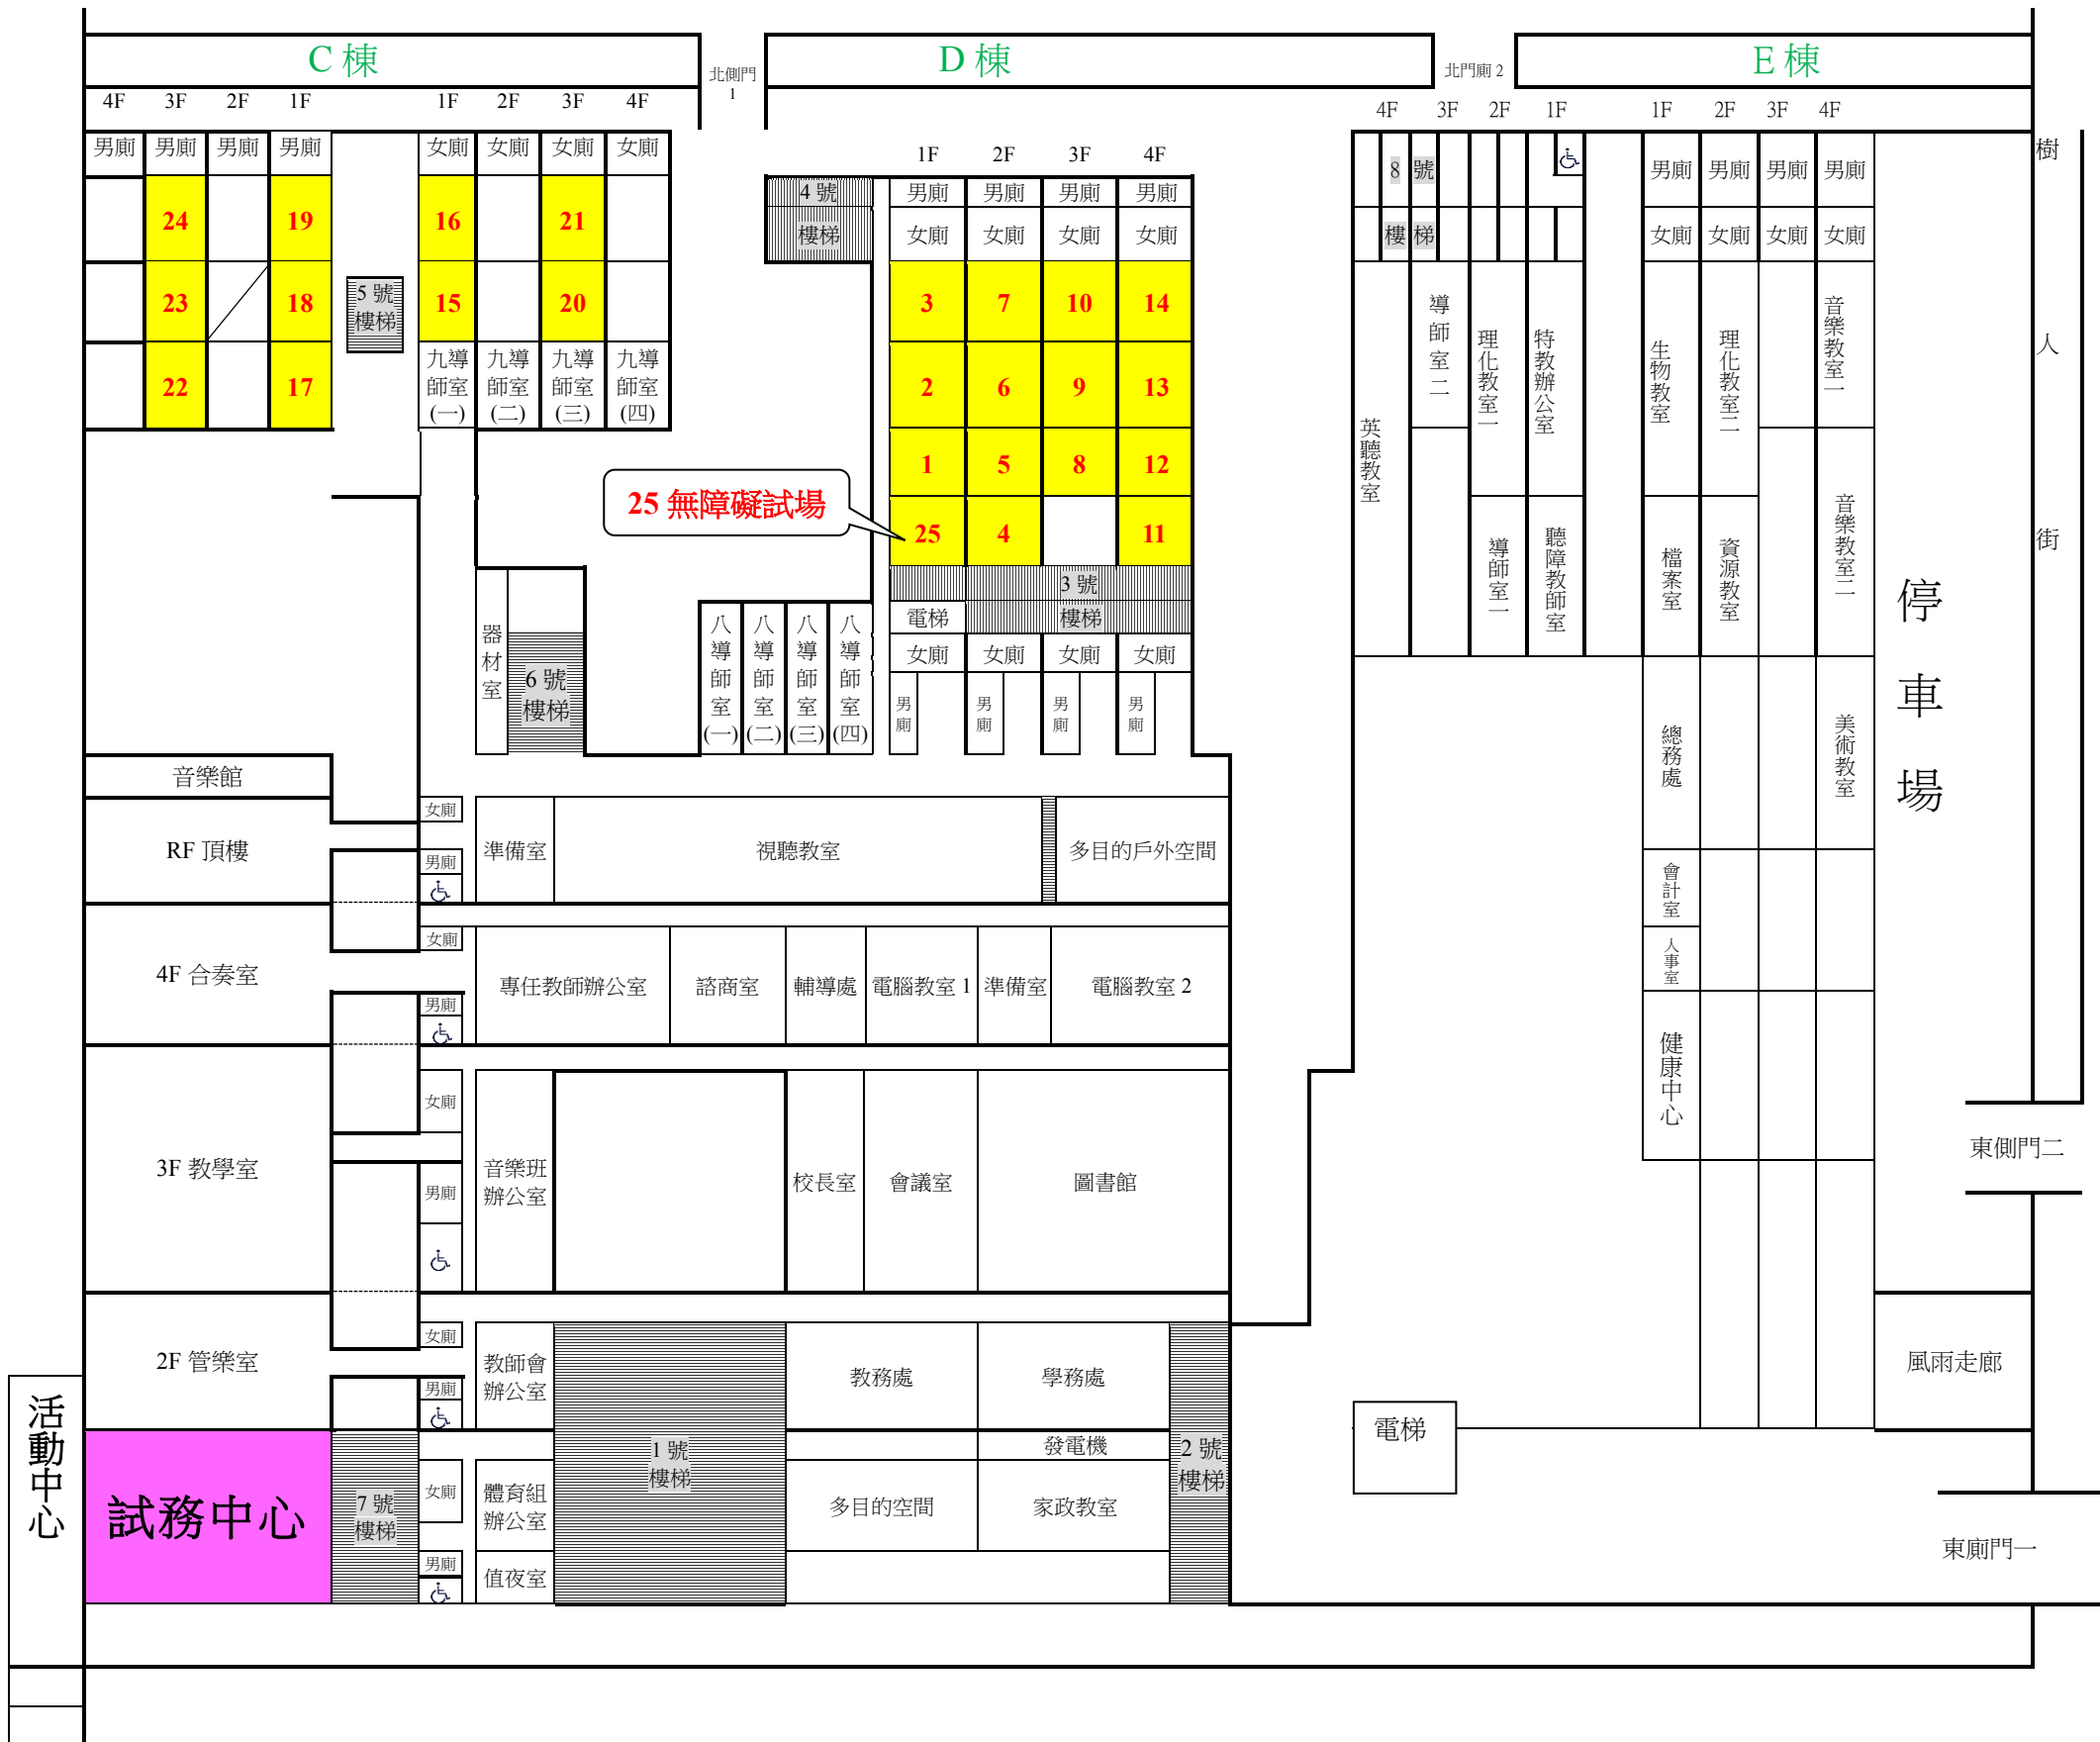 C 棟
D 棟
E 棟
北側門
1
北門廁 2
4F 3F 2F 1F
1F 2F 3F 4F
4F 3F 2F 1F
1F 2F 3F 4F
男廁 男廁 男廁 男廁
女廁 女廁 女廁 女廁
24 19 16 21
23 18 15 20
22 17
5 號
樓梯
九導
師室
(一)
九導
師室
(二)
九導
師室
(三)
九導
師室
(四)
1F 2F 3F 4F
4 號
樓梯
男廁 男廁 男廁 男廁
女廁 女廁 女廁 女廁
3 7 10 14
2 6 9 13
1 5 8 12
25 無障礙試場
25 4 11
3 號
樓梯
電梯
女廁 女廁 女廁 女廁
男廁
男廁
男廁
男廁
器材室
6 號
樓梯
八導師室(一)
八導師室(二)
八導師室(三)
八導師室(四)
8 號
樓 梯
男廁 男廁 男廁 男廁
女廁 女廁 女廁 女廁
英聽教室
導師室二
理化教室一
特教辦公室
導師室一
聽障教師室
生物教室
理化教室二
音樂教室一
檔案室
資源教室
音樂教室二
總務處
美術教室
會計室
人事室
健康中心
停車場
樹人街
東側門二
風雨走廊
電梯
東廁門一
音樂館
RF 頂樓
女廁
男廁
準備室
視聽教室
多目的戶外空間
4F 合奏室
女廁
男廁
專任教師辦公室
諮商室
輔導處
電腦教室 1
準備室
電腦教室 2
3F 教學室
女廁
男廁
音樂班
辦公室
校長室
會議室
圖書館
2F 管樂室
女廁
男廁
教師會
辦公室
教務處
學務處
活動中心
試務中心
7 號
樓梯
女廁
男廁
體育組
辦公室
值夜室
1 號
樓梯
發電機
多目的空間
家政教室
2 號
樓梯